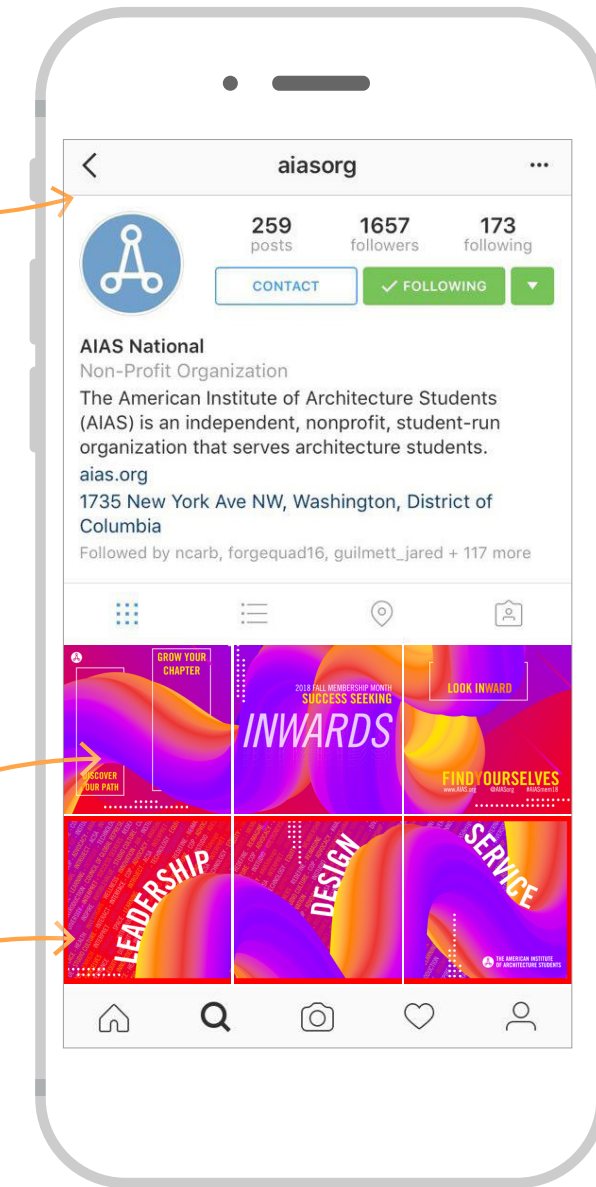 aiasorg
259 1657 173
posts followers following
CONTACT FOLLOWING
AIAS National
Non-Profit Organization
The American Institute of Architecture Students
(AIAS) is an independent, nonprofit, student-run
organization that serves architecture students.
aias.org
1735 New York Ave NW, Washington, District of
Columbia
Followed by ncarb, forgequad16, guilmett_jared + 117 more
GROW YOUR
CHAPTER
DISCOVER
YOUR PATH
2018 FALL MEMBERSHIP MONTH
SUCCESS SEEKING
INWARDS
LOOK INWARD
FINDYOURSELVES
www.AIAS.org @AIASorg #AIASmem18
LEADERSHIP
DESIGN
SERVICE
THE AMERICAN INSTITUTE
OF ARCHITECTURE STUDENTS